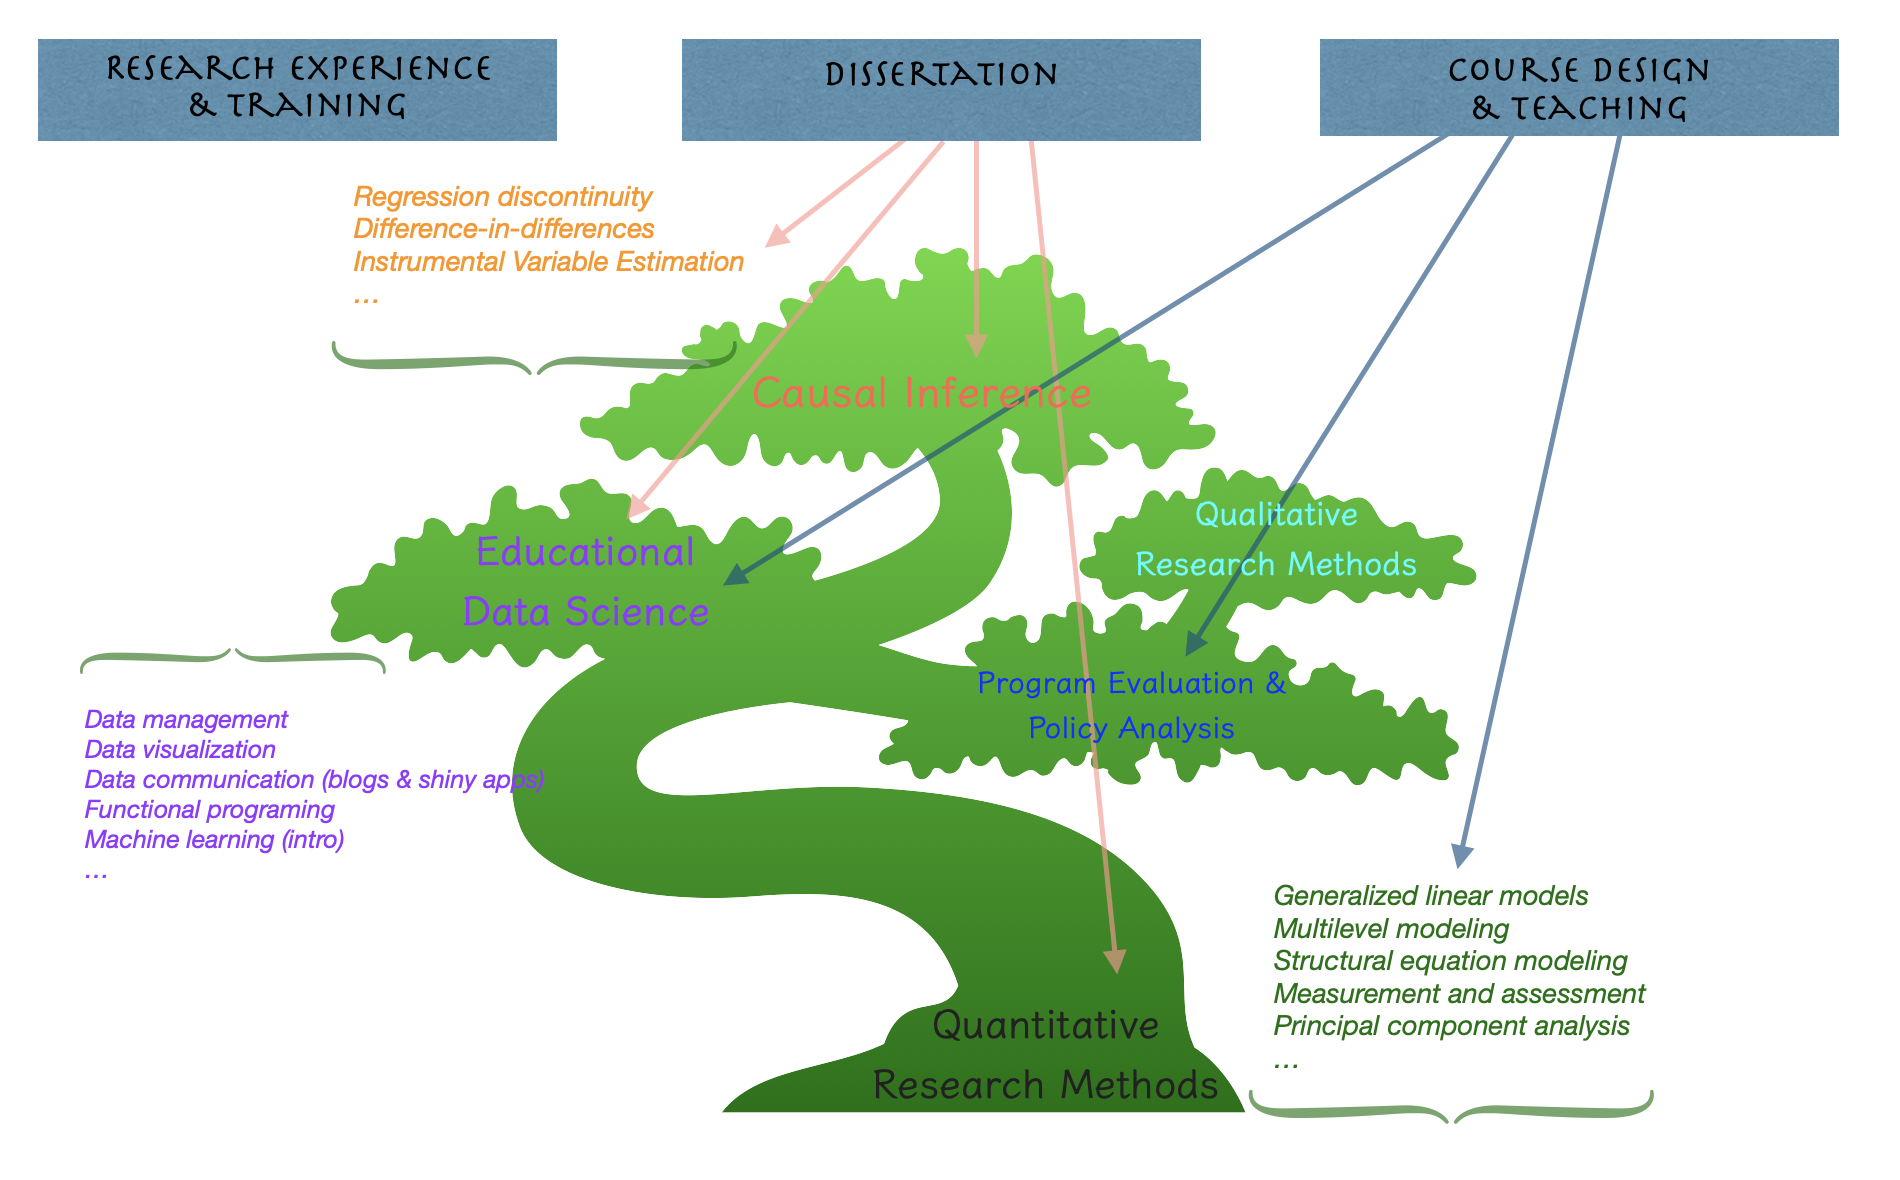 RESEARCH EXPERIENCE
& TRAINING
DISSERTATION
COURSE DESIGN
& TEACHING
Regression discontinuity
Difference-in-differences
Instrumental Variable Estimation
...
Causal Inference
Educational
Data Science
Qualitative
Research Methods
Program Evaluation &
Policy Analysis
Data management
Data visualization
Data communication (blogs & shiny apps)
Functional programing
Machine learning (intro)
...
Generalized linear models
Multilevel modeling
Structural equation modeling
Measurement and assessment
Principal component analysis
...
Quantitative
Research Methods